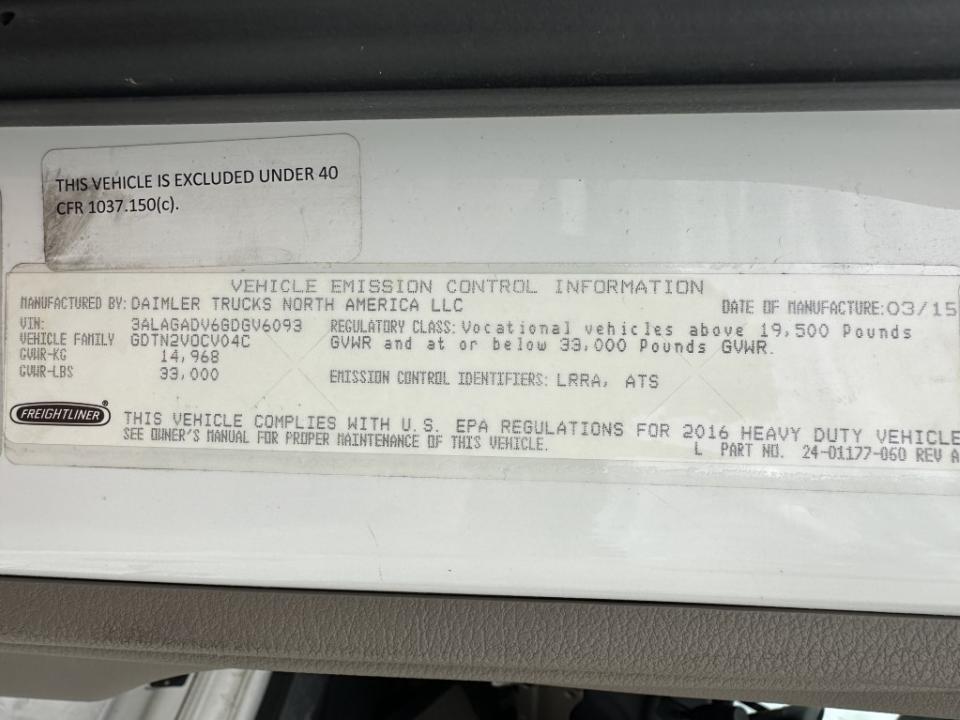 THIS VEHICLE IS EXCLUDED UNDER 40
CFR 1037.150(c).
VEHICLE EMISSION CONTROL INFORMATION
MANUFACTURED BY: DAIMLER TRUCKS NORTH AMERICA LLC DATE OF MANUFACTURE: 03/15
VIN: 3ALAGADV6GDGV6093 REGULATORY CLASS: Vocational vehicles above 19,500 Pounds
VEHICLE FAMILY GDTN2VOCV04C GVWR and at or below 33,000 Pounds GVWR.
GVWR-KG 14,968
GVWR-LBS 33,000 EMISSION CONTROL IDENTIFIERS: LRRA, ATS
FREIGHTLINER® THIS VEHICLE COMPLIES WITH U.S. EPA REGULATIONS FOR 2016 HEAVY DUTY VEHICLE
SEE OWNER'S MANUAL FOR PROPER MAINTENANCE OF THIS VEHICLE. L PART NO. 24-01177-060 REV A